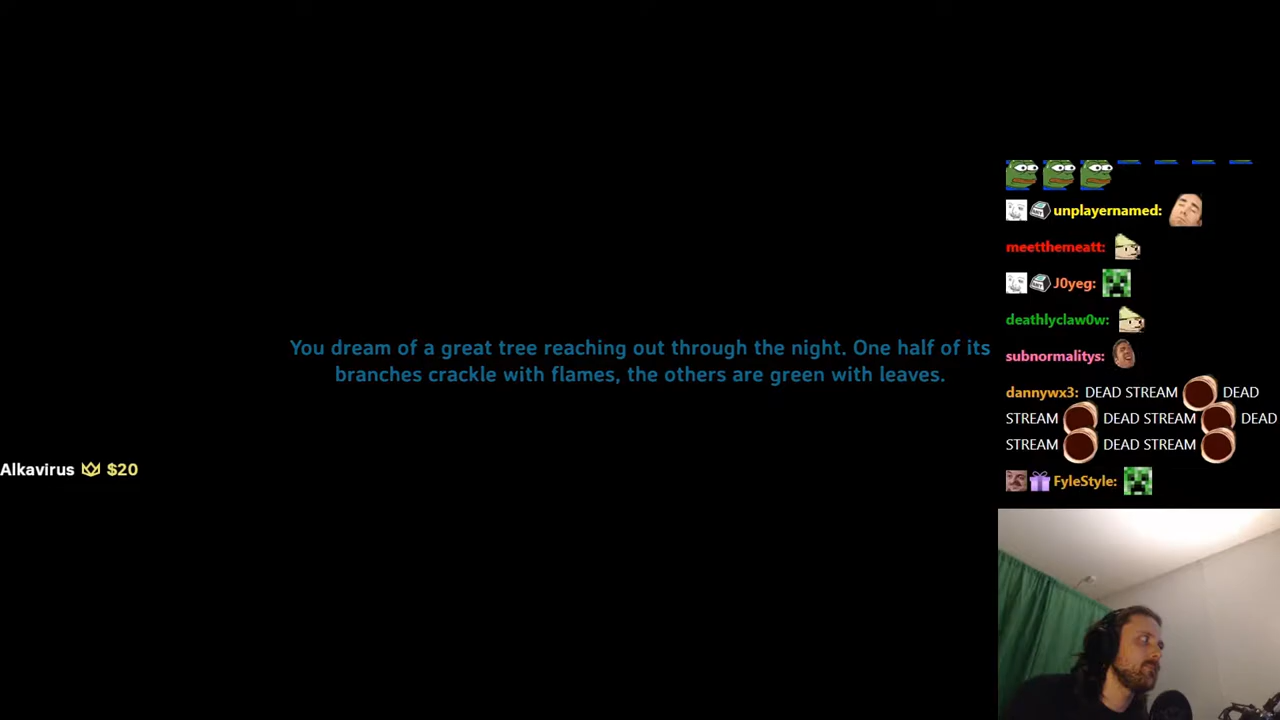 unplayernamed:
meetthemeatt:
J0yeg:
deathlyclaw0w:
You dream of a great tree reaching out through the night. One half of its
branches crackle with flames, the others are green with leaves.
subnormalitys:
dannywx3: DEAD STREAM DEAD
STREAM DEAD STREAM DEAD
STREAM DEAD STREAM
Alkavirus $20
FyleStyle: